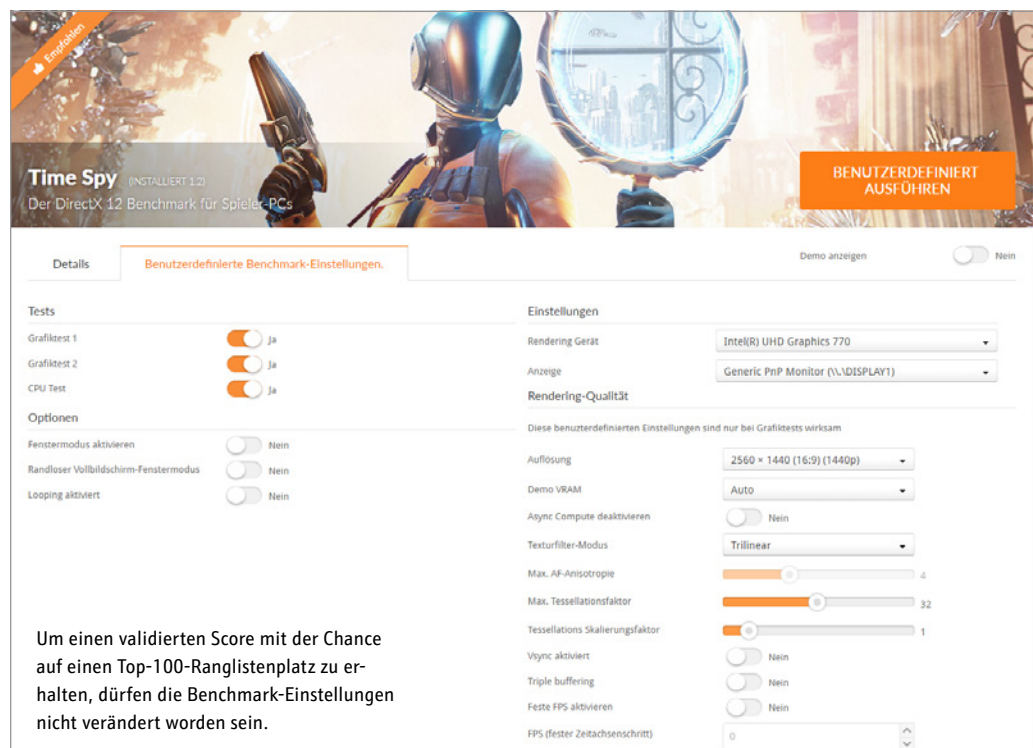 Empfohlen
Time Spy (INSTALLIERT 1.2)
Der DirectX 12 Benchmark für Spieler-PCs
BENUTZERDEFINIERT
AUSFÜHREN
Details
Benutzerdefinierte Benchmark-Einstellungen.
Demo anzeigen Nein
Tests
Grafiktest 1 Ja
Grafiktest 2 Ja
CPU Test Ja
Optionen
Fenstermodus aktivieren Nein
Randloser Vollbildschirm-Fenstermodus Nein
Looping aktiviert Nein
Um einen validierten Score mit der Chance
auf einen Top-100-Ranglistenplatz zu er-
halten, dürfen die Benchmark-Einstellungen
nicht verändert worden sein.
Einstellungen
Rendering Gerät Intel(R) UHD Graphics 770
Anzeige Generic PnP Monitor (\\.\DISPLAY1)
Rendering-Qualität
Diese benutzerdefinierten Einstellungen sind nur bei Grafiktests wirksam
Auflösung 2560 × 1440 (16:9) (1440p)
Demo VRAM Auto
Async Compute deaktivieren Nein
Texturfilter-Modus Trilinear
Max. AF-Anisotropie 4
Max. Tessellationsfaktor 32
Tessellations Skalierungsfaktor 1
Vsync aktiviert Nein
Triple buffering Nein
Feste FPS aktivieren Nein
FPS (fester Zeitachsenschritt) 0